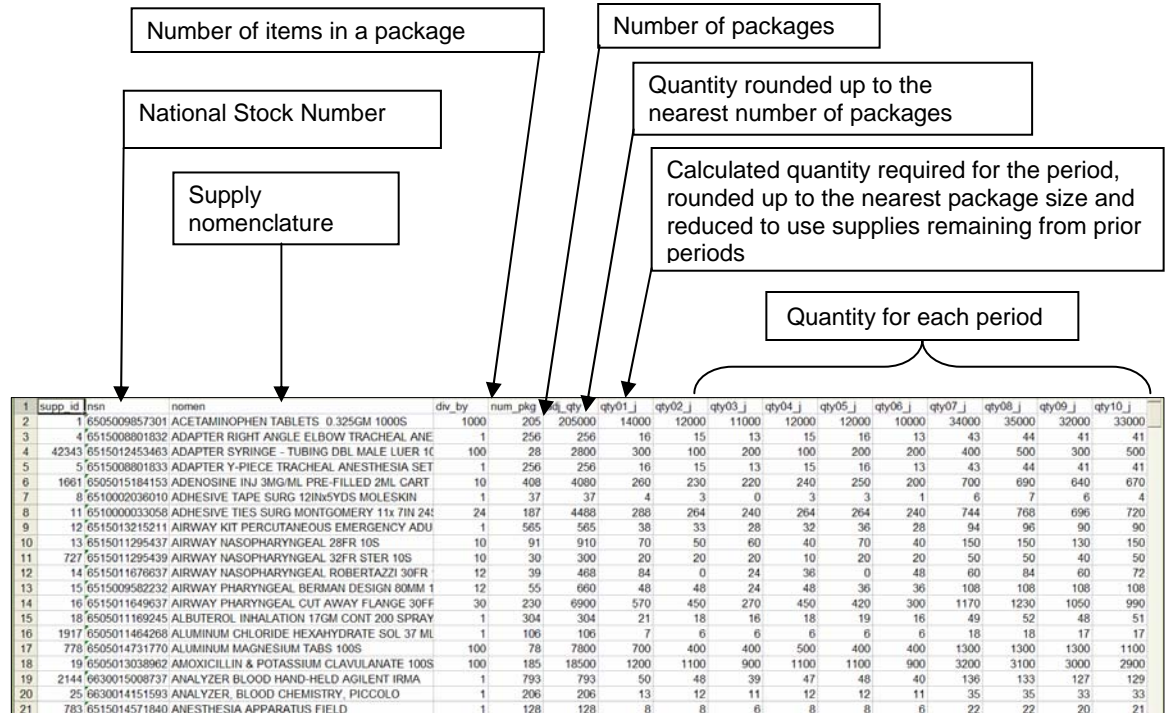 Number of items in a package
Number of packages
Quantity rounded up to the
nearest number of packages
National Stock Number
Calculated quantity required for the period,
rounded up to the nearest package size and
reduced to use supplies remaining from prior
periods
Supply
nomenclature
Quantity for each period
1 supp_id nsn nomen div_by num_pkg adj_qty qty01_j qty02_j qty03_j qty04_j qty05_j qty06_j qty07_j qty08_j qty09_j qty10_j
2 1 6505009857301 ACETAMINOPHEN TABLETS 0.325GM 1000S 1000 205 205000 14000 12000 11000 12000 12000 10000 34000 35000 32000 33000
3 4 6515008801832 ADAPTER RIGHT ANGLE ELBOW TRACHEAL ANE 1 256 256 16 15 13 15 16 13 43 44 41 41
4 42343 6515012453463 ADAPTER SYRINGE - TUBING DBL MALE LUER 10 100 28 2800 300 100 200 100 200 200 400 500 300 500
5 5 6515008801833 ADAPTER Y-PIECE TRACHEAL ANESTHESIA SET 1 256 256 16 15 13 15 16 13 43 44 41 41
6 1661 6505015184153 ADENOSINE INJ 3MG/ML PRE-FILLED 2ML CART 10 408 4080 260 230 220 240 250 200 700 690 640 670
7 8 6510002036010 ADHESIVE TAPE SURG 12INx5YDS MOLESKIN 1 37 37 4 3 0 3 3 1 6 7 6 4
8 11 6510000033058 ADHESIVE TIES SURG MONTGOMERY 11x 7IN 24S 24 187 4488 288 264 240 264 264 240 744 768 696 720
9 12 6515013215211 AIRWAY KIT PERCUTANEOUS EMERGENCY ADU 1 565 565 38 33 28 32 36 28 94 96 90 90
10 13 6515011295437 AIRWAY NASOPHARYNGEAL 28FR 10S 10 91 910 70 50 60 40 70 40 150 150 130 150
11 727 6515011295439 AIRWAY NASOPHARYNGEAL 32FR STER 10S 10 30 300 20 20 20 10 20 20 50 50 40 50
12 14 6515011676637 AIRWAY NASOPHARYNGEAL ROBERTAZZI 30FR 12 39 468 84 0 24 36 0 48 60 84 60 72
13 15 6515009582232 AIRWAY PHARYNGEAL BERMAN DESIGN 80MM 1 12 55 660 48 48 24 48 36 36 108 108 108 108
14 16 6515011649637 AIRWAY PHARYNGEAL CUT AWAY FLANGE 30FF 30 230 6900 570 450 270 450 420 300 1170 1230 1050 990
15 18 6505011169245 ALBUTEROL INHALATION 17GM CONT 200 SPRAY 1 304 304 21 18 16 18 19 16 49 52 48 51
16 1917 6505011464268 ALUMINUM CHLORIDE HEXAHYDRATE SOL 37 ML 1 106 106 7 6 6 6 6 6 18 18 17 17
17 778 6505014731770 ALUMINUM MAGNESIUM TABS 100S 100 78 7800 700 400 400 500 400 400 1300 1300 1300 1100
18 19 6505013038962 AMOXICILLIN & POTASSIUM CLAVULANATE 100S 100 185 18500 1200 1100 900 1100 1100 900 3200 3100 3000 2900
19 2144 6630015008737 ANALYZER BLOOD HAND-HELD AGILENT IRMA 1 793 793 50 48 39 47 48 40 136 133 127 129
20 25 6630014151593 ANALYZER, BLOOD CHEMISTRY, PICCOLO 1 206 206 13 12 11 12 12 11 35 35 33 33
21 783 6515014571840 ANESTHESIA APPARATUS FIELD 1 128 128 8 8 6 8 8 6 22 22 20 21